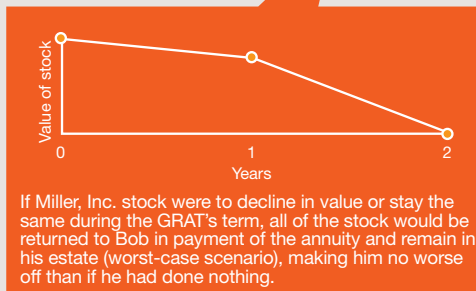 Value of stock
0
1
2
Years
If Miller, Inc. stock were to decline in value or stay the
same during the GRAT's term, all of the stock would be
returned to Bob in payment of the annuity and remain in
his estate (worst-case scenario), making him no worse
off than if he had done nothing.